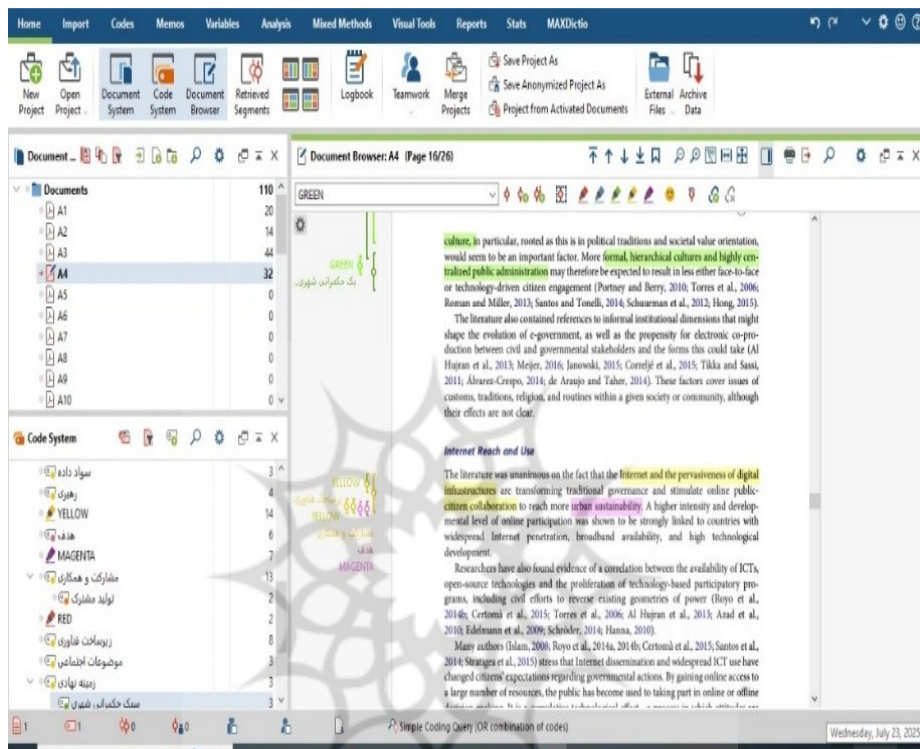 Home Import Codes Memos Variables Analysis Mixed Methods Visual Tools Reports Stats MAXDictio
New Project
Open Project
Document System
Code System
Document Browser
Retrieved Segments
Logbook
Teamwork
Merge Projects
Save Project As
Save Anonymized Project As
Project from Activated Documents
External Files
Archive Data
Document ...
Documents 110
A1 20
A2 14
A3 44
A4 32
A5 0
A6 0
A7 0
A8 0
A9 0
A10 0
Code System
سواد داده 3
رهبری 4
YELLOW 14
هدف 6
MAGENTA 7
مشارکت و همکاری 13
تولید مشترک 2
RED 2
زیرساخت فناوری 8
موضوعات اجتماعی 3
زمینه نهادی 3
سبک حکمرانی شهری 3
Document Browser: A4 (Page 16/26)
GREEN
GREEN
بک حکمرانی شهری...
culture, in particular, rooted as this is in political traditions and societal value orientation,
would seem to be an important factor. More formal, hierarchical cultures and highly cen-
tralized public administration may therefore be expected to result in less either face-to-face
or technology-driven citizen engagement (Portney and Berry, 2010; Torres et al., 2006;
Roman and Miller, 2013; Santos and Tonelli, 2014; Schuurman et al., 2012; Hong, 2015).
The literature also contained references to informal institutional dimensions that might
shape the evolution of e-government, as well as the propensity for electronic co-pro-
duction between civil and governmental stakeholders and the forms this could take (Al
Hujran et al., 2013; Meijer, 2016; Janowski, 2015; Correljé et al., 2015; Tikka and Sassi,
2011; Álvarez-Crespo, 2014; de Araujo and Taher, 2014). These factors cover issues of
customs, traditions, religion, and routines within a given society or community, although
their effects are not clear.
Internet Reach and Use
YELLOW
زیرساخت فناوری
YELLOW
مشارکت و همکاری
هدف
MAGENTA
The literature was unanimous on the fact that the Internet and the pervasiveness of digital
infrastructures are transforming traditional governance and stimulate online public-
citizen collaboration to reach more urban sustainability. A higher intensity and develop-
mental level of online participation was shown to be strongly linked to countries with
widespread Internet penetration, broadband availability, and high technological
development.
Researchers have also found evidence of a correlation between the availability of ICTs,
open-source technologies and the proliferation of technology-based participatory pro-
grams, including civil efforts to reverse existing geometries of power (Royo et al.,
2014b; Certomà et al., 2015; Torres et al., 2006; Al Hujran et al., 2013; Azad et al.,
2010; Edelmann et al., 2009; Schröder, 2014; Hanna, 2010).
Many authors (Islam, 2008; Royo et al., 2014a, 2014b; Certomà et al., 2015; Santos et al.,
2014; Stratigea et al., 2015) stress that Internet dissemination and widespread ICT use have
changed citizens' expectations regarding governmental actions. By gaining online access to
a large number of resources, the public has become used to taking part in online or offline
1 1 0 0 Simple Coding Query (OR combination of codes)
Wednesday, July 23, 2025